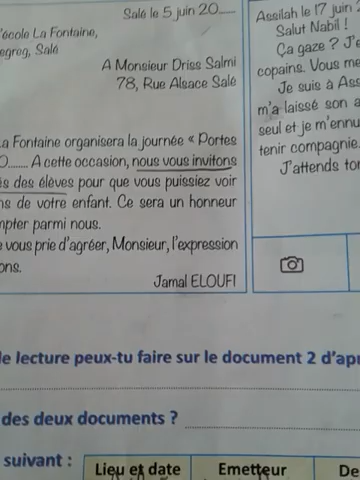 Salé le 5 juin 20......
l'école La Fontaine,
egreg, Salé
A Monsieur Driss Salmi
78, Rue Alsace Salé
La Fontaine organisera la journée « Portes
0....... A cette occasion, nous vous invitons
és des élèves pour que vous puissiez voir
ns de votre enfant. Ce sera un honneur
mpter parmi nous.
e vous prie d'agréer, Monsieur, l'expression
ons.
Jamal ELOUFI
Assilah le 17 juin 2
Salut Nabil !
Ça gaze ? J'e
copains. Vous me
Je suis à Ass
m'a laissé son a
seul et je m'ennu
tenir compagnie.
J'attends to
de lecture peux-tu faire sur le document 2 d'apr
des deux documents ?
suivant :
Lieu et date
Emetteur
De